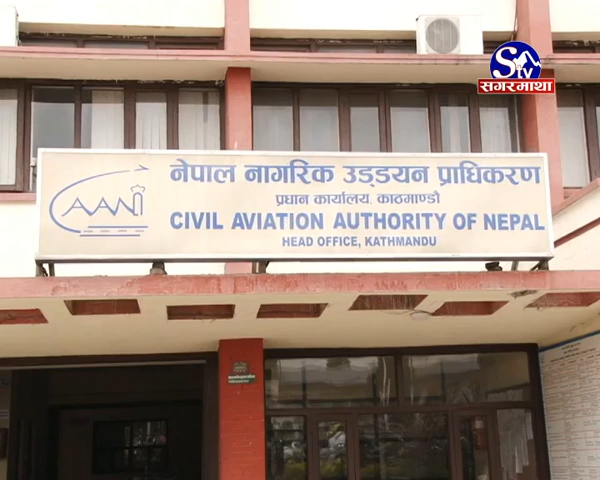 STV
सगरमाथा
CAAN
नेपाल नागरिक उड्डयन प्राधिकरण
प्रधान कार्यालय, काठमाण्डौ
CIVIL AVIATION AUTHORITY OF NEPAL
HEAD OFFICE, KATHMANDU